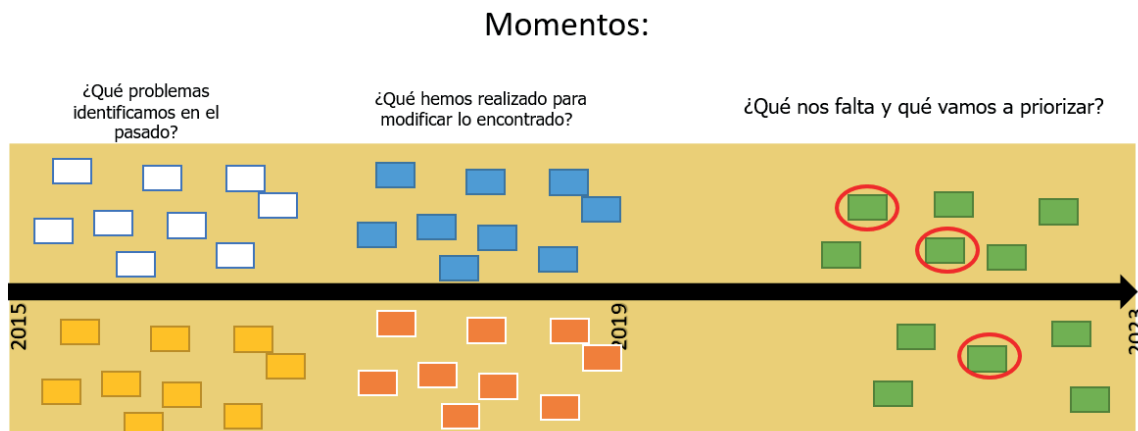 Momentos:
¿Qué problemas
identificamos en el
pasado?
¿Qué hemos realizado para
modificar lo encontrado?
¿Qué nos falta y qué vamos a priorizar?
2015
2019
2023